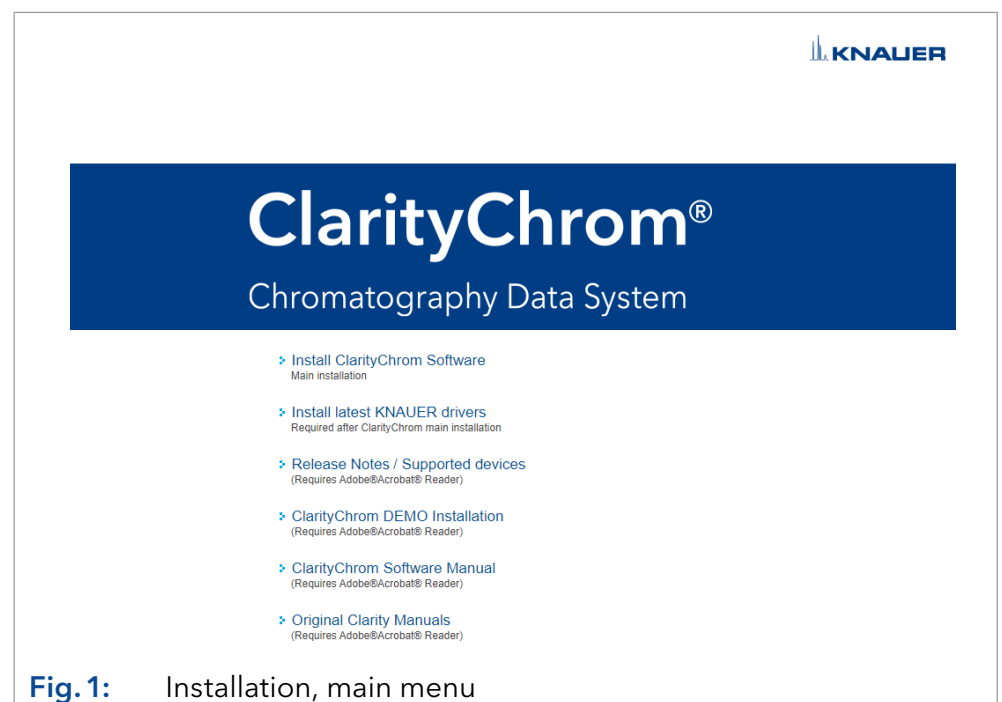 KNAUER
ClarityChrom®
Chromatography Data System
Install ClarityChrom Software
Main installation
Install latest KNAUER drivers
Required after ClarityChrom main installation
Release Notes / Supported devices
(Requires Adobe®Acrobat® Reader)
ClarityChrom DEMO Installation
(Requires Adobe®Acrobat® Reader)
ClarityChrom Software Manual
(Requires Adobe®Acrobat® Reader)
Original Clarity Manuals
(Requires Adobe®Acrobat® Reader)
Fig. 1: Installation, main menu